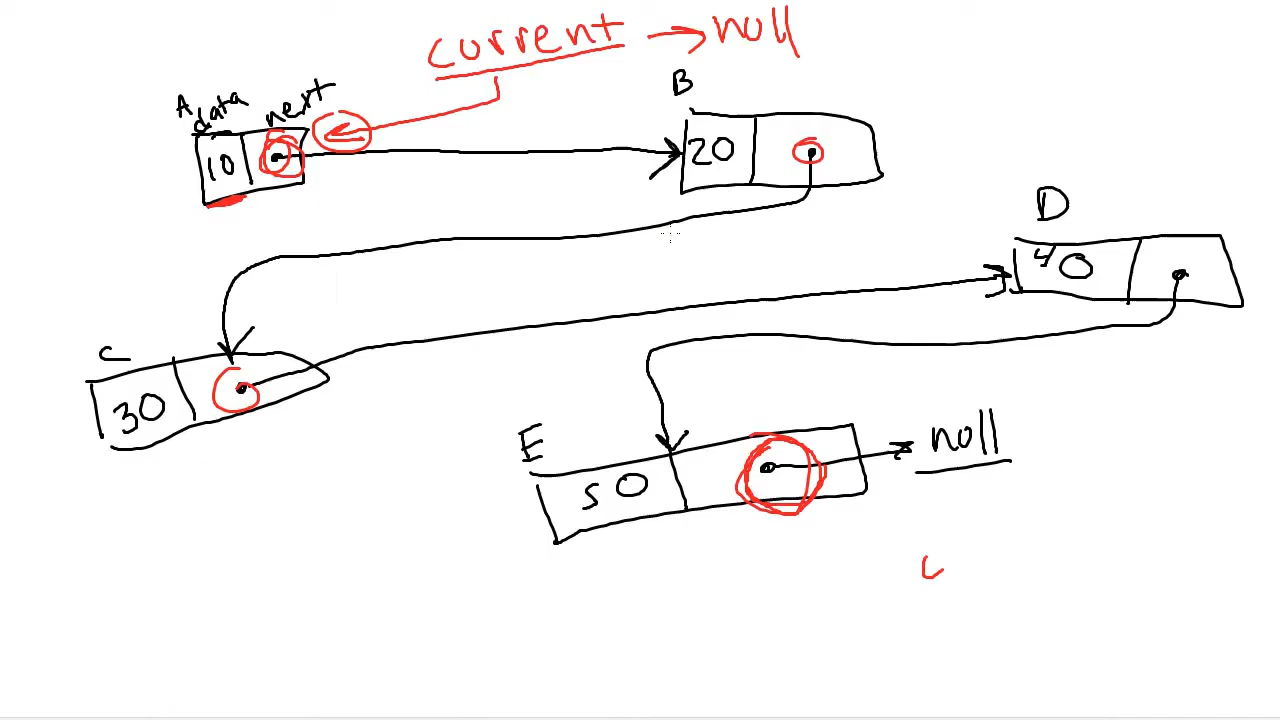 current → null
A data next
B
10
20
D
40
C
30
E
50
null
c